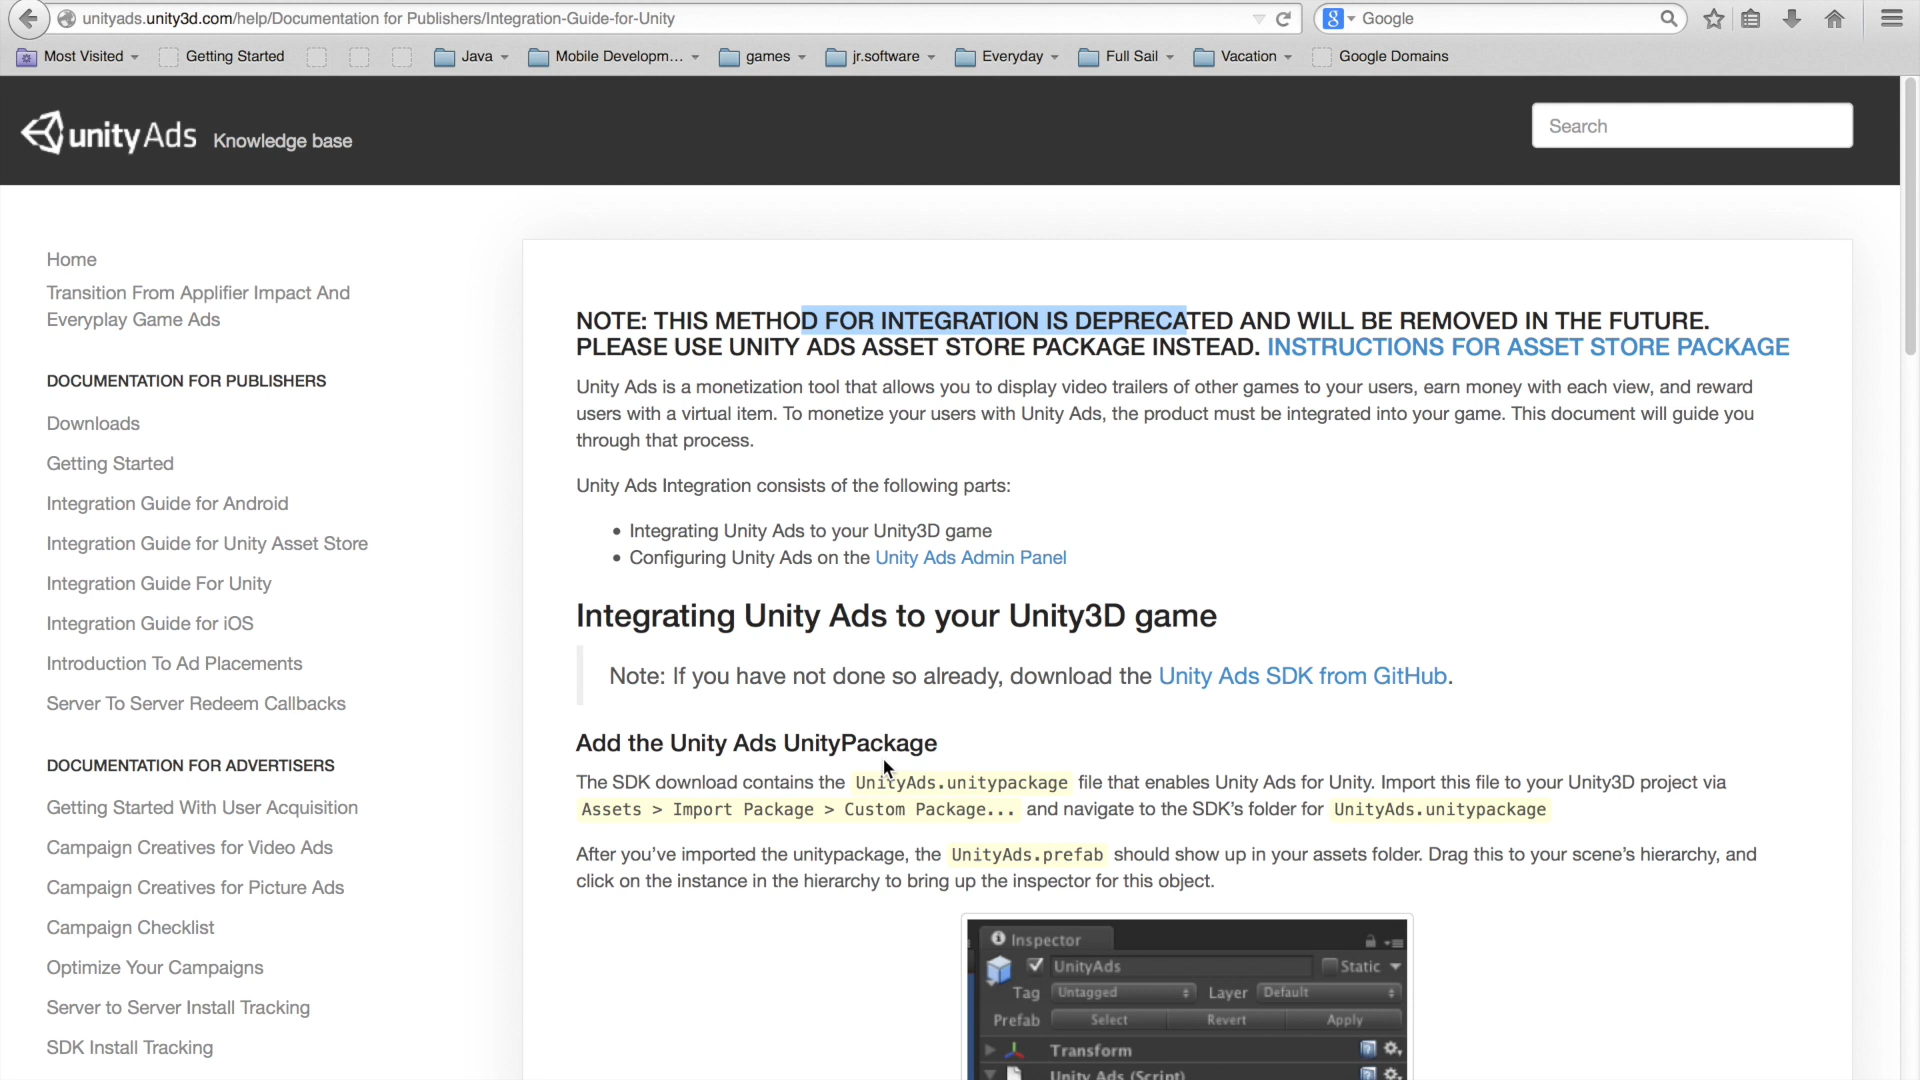 unityads.unity3d.com/help/Documentation for Publishers/Integration-Guide-for-Unity
Google
Most Visited
Getting Started
Java
Mobile Developm...
games
jr.software
Everyday
Full Sail
Vacation
Google Domains
unityAds Knowledge base
Search
Home
Transition From Applifier Impact And
Everyplay Game Ads
DOCUMENTATION FOR PUBLISHERS
Downloads
Getting Started
Integration Guide for Android
Integration Guide for Unity Asset Store
Integration Guide For Unity
Integration Guide for iOS
Introduction To Ad Placements
Server To Server Redeem Callbacks
DOCUMENTATION FOR ADVERTISERS
Getting Started With User Acquisition
Campaign Creatives for Video Ads
Campaign Creatives for Picture Ads
Campaign Checklist
Optimize Your Campaigns
Server to Server Install Tracking
SDK Install Tracking
NOTE: THIS METHOD FOR INTEGRATION IS DEPRECATED AND WILL BE REMOVED IN THE FUTURE.
PLEASE USE UNITY ADS ASSET STORE PACKAGE INSTEAD. INSTRUCTIONS FOR ASSET STORE PACKAGE
Unity Ads is a monetization tool that allows you to display video trailers of other games to your users, earn money with each view, and reward
users with a virtual item. To monetize your users with Unity Ads, the product must be integrated into your game. This document will guide you
through that process.
Unity Ads Integration consists of the following parts:
• Integrating Unity Ads to your Unity3D game
• Configuring Unity Ads on the Unity Ads Admin Panel
Integrating Unity Ads to your Unity3D game
Note: If you have not done so already, download the Unity Ads SDK from GitHub.
Add the Unity Ads UnityPackage
The SDK download contains the UnityAds.unitypackage file that enables Unity Ads for Unity. Import this file to your Unity3D project via
Assets > Import Package > Custom Package... and navigate to the SDK's folder for UnityAds.unitypackage
After you've imported the unitypackage, the UnityAds.prefab should show up in your assets folder. Drag this to your scene's hierarchy, and
click on the instance in the hierarchy to bring up the inspector for this object.
Inspector
UnityAds Static
Tag Untagged Layer Default
Prefab Select Revert Apply
Transform
Unity Ads (Script)